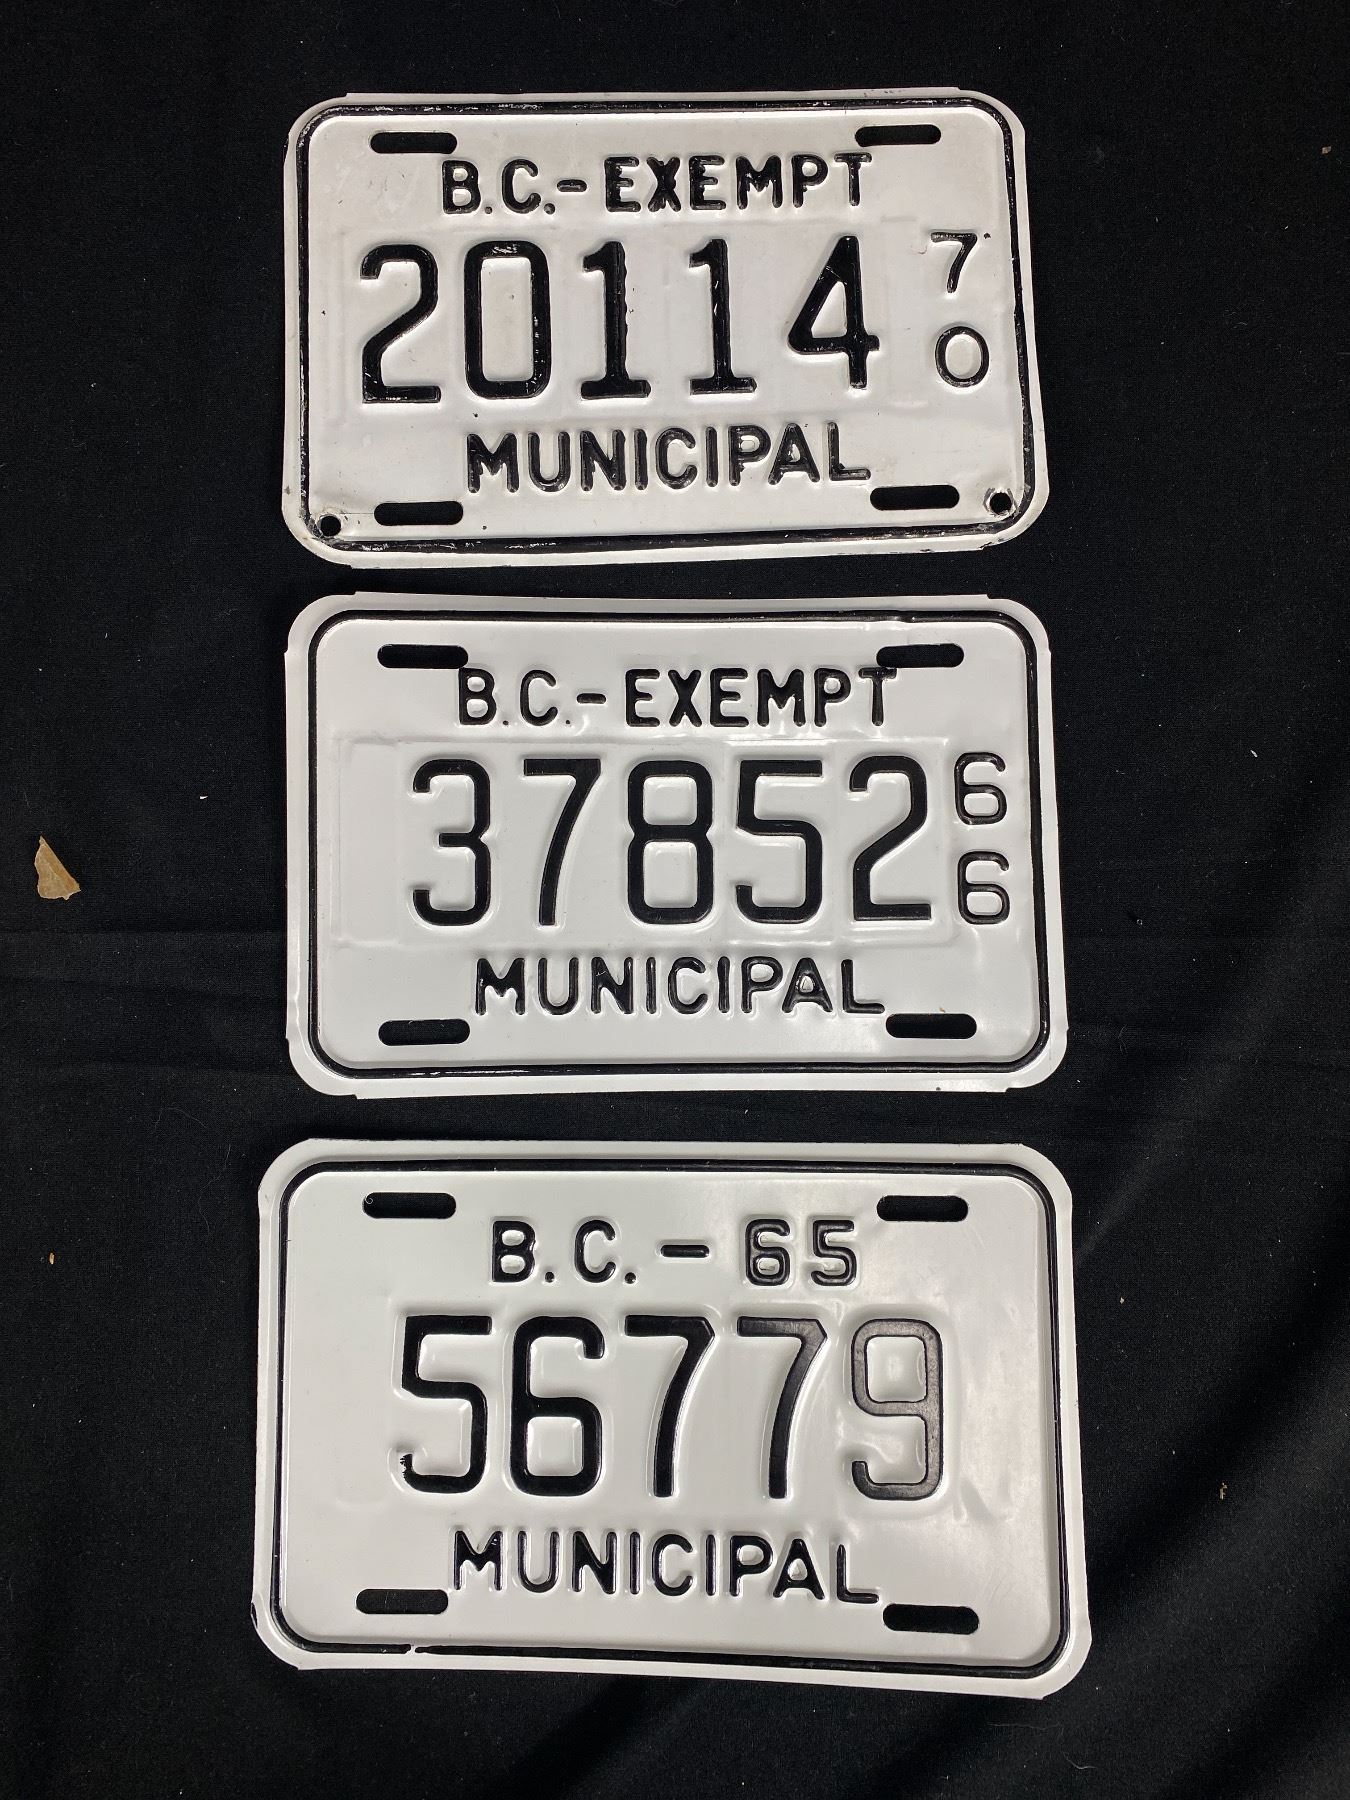 B.C.-EXEMPT
20114 70
MUNICIPAL
B.C.-EXEMPT
37852 66
MUNICIPAL
B.C.-65
56779
MUNICIPAL